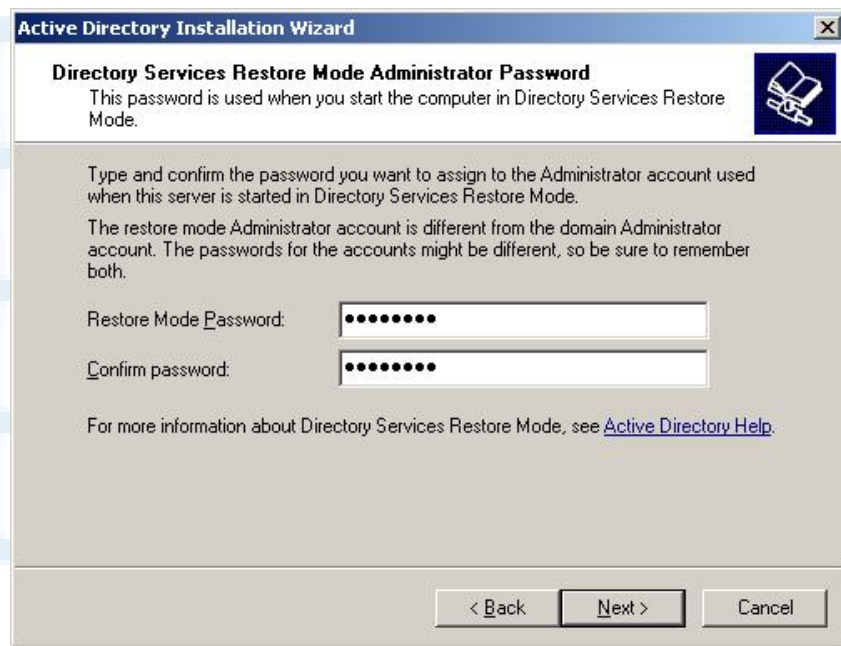 Active Directory Installation Wizard
Directory Services Restore Mode Administrator Password
This password is used when you start the computer in Directory Services Restore
Mode.
Type and confirm the password you want to assign to the Administrator account used
when this server is started in Directory Services Restore Mode.
The restore mode Administrator account is different from the domain Administrator
account. The passwords for the accounts might be different, so be sure to remember
both.
Restore Mode Password: ●●●●●●●●
Confirm password: ●●●●●●●●
For more information about Directory Services Restore Mode, see Active Directory Help.
< Back Next > Cancel